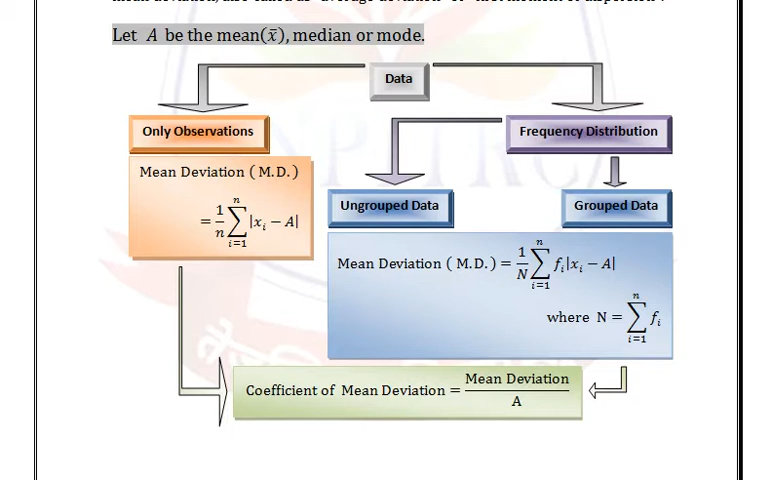 Let A be the mean(x̄), median or mode.
Data
Only Observations
Frequency Distribution
Mean Deviation ( M.D. )
= 1/n ∑_{i=1}^{n} |x_i − A|
Ungrouped Data
Grouped Data
Mean Deviation ( M.D. ) = 1/N ∑_{i=1}^{n} f_i|x_i − A|
where N = ∑_{i=1}^{n} f_i
Coefficient of Mean Deviation = Mean Deviation / A